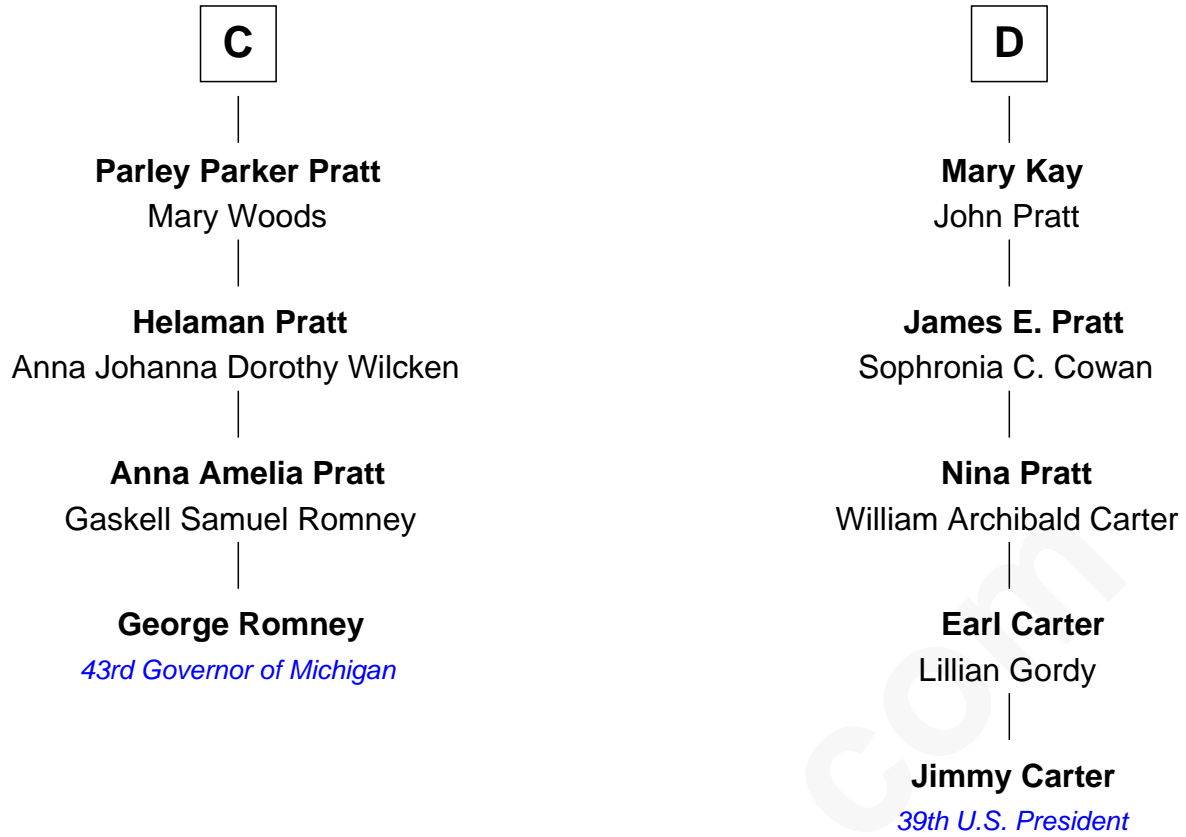 C
Parley Parker Pratt
Mary Woods
Helaman Pratt
Anna Johanna Dorothy Wilcken
Anna Amelia Pratt
Gaskell Samuel Romney
George Romney
43rd Governor of Michigan
D
Mary Kay
John Pratt
James E. Pratt
Sophronia C. Cowan
Nina Pratt
William Archibald Carter
Earl Carter
Lillian Gordy
Jimmy Carter
39th U.S. President
com